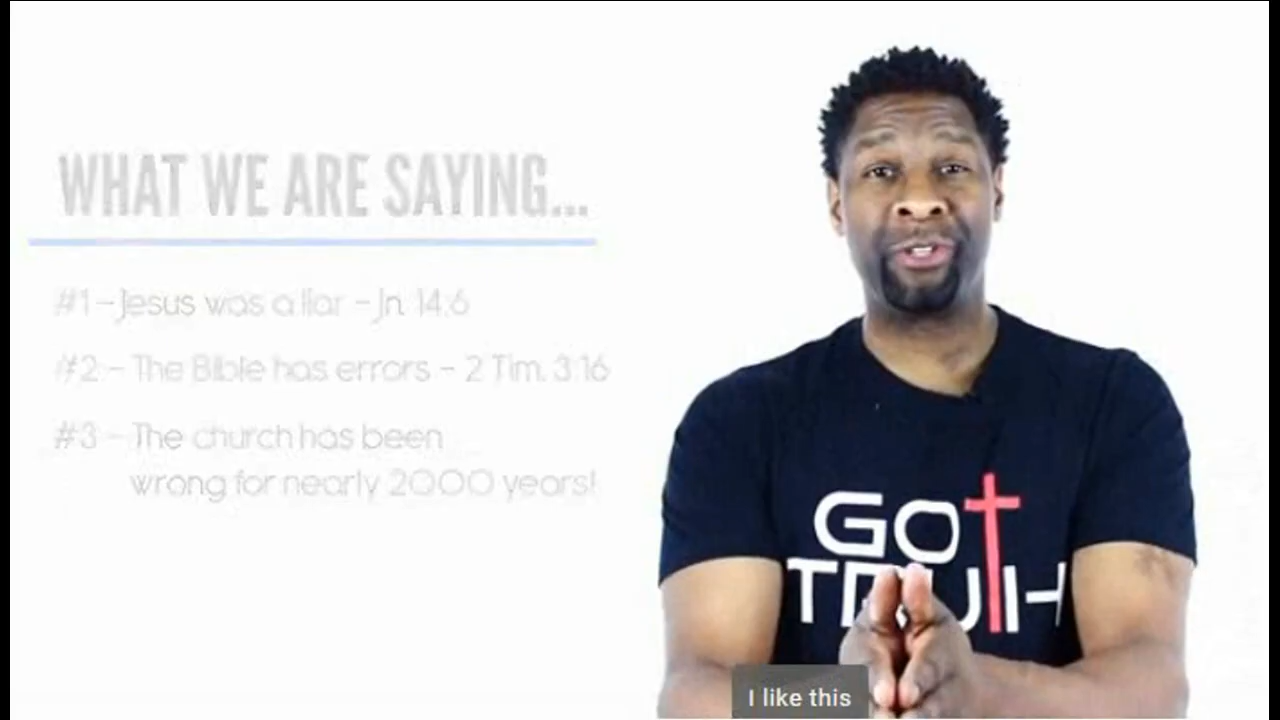 WHAT WE ARE SAYING...
#1 - Jesus was a liar - Jn. 14:6
#2 - The Bible has errors - 2 Tim. 3:16
#3 - The church has been
wrong for nearly 2000 years!
GOT
TRUTH
I like this